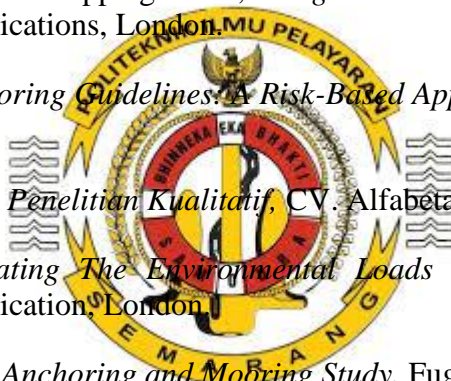 ications, London.
POLITEKNIK ILMU PELAYARAN
oring Guidelines: A Risk-Based App
BHINNEKA EKA BHAKTI
Penelitian Kualitatif, CV. Alfabeta
ating The Environmental Loads
ication, London.
SEMARANG
Anchoring and Mooring Study. Fug